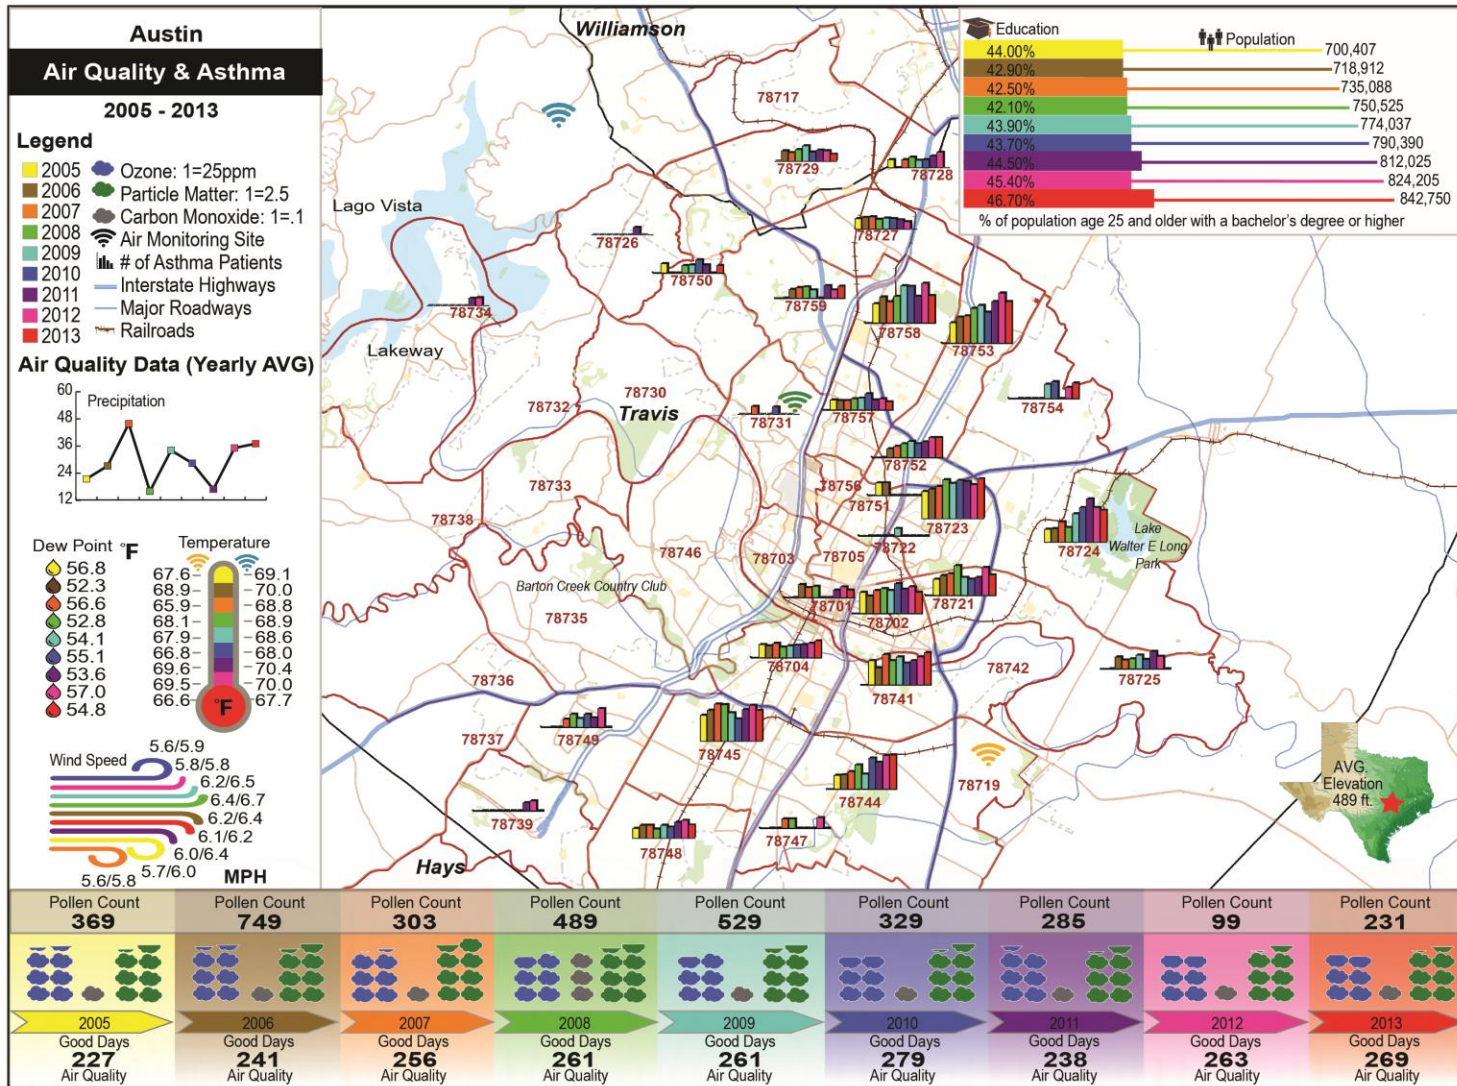 Austin
Air Quality & Asthma
2005 - 2013
Legend
2005
2006
2007
2008
2009
2010
2011
2012
2013
Ozone: 1=25ppm
Particle Matter: 1=2.5
Carbon Monoxide: 1=.1
Air Monitoring Site
# of Asthma Patients
Interstate Highways
Major Roadways
Railroads
Air Quality Data (Yearly AVG)
Precipitation
60
48
36
24
12
Dew Point °F
56.8
52.3
56.6
52.8
54.1
55.1
53.6
57.0
54.8
Temperature
67.6 69.1
68.9 70.0
65.9 68.8
68.1 68.9
67.9 68.6
66.8 68.0
69.6 70.4
69.5 70.0
66.6 67.7
°F
Wind Speed
5.6/5.9
5.8/5.8
6.2/6.5
6.4/6.7
6.2/6.4
6.1/6.2
6.0/6.4
5.7/6.0
5.6/5.8
MPH
Education
Population
44.00% 700,407
42.90% 718,912
42.50% 735,088
42.10% 750,525
43.90% 774,037
43.70% 790,390
44.50% 812,025
45.40% 824,205
46.70% 842,750
% of population age 25 and older with a bachelor's degree or higher
Williamson
78717
78729
78728
Lago Vista
78726
78727
78750
78759
78734
78758
78753
Lakeway
78730
78732
Travis
78731
78757
78754
78752
78733
78756
78751
78738
78723
78746
78703
78705
78722
78724
Lake
Walter E Long
Park
Barton Creek Country Club
78735
78701
78702
78721
78704
78736
78741
78742
78725
78737
78749
78745
78719
78744
78739
78748
78747
Hays
AVG.
Elevation
489 ft.
Pollen Count
369
2005
Good Days
227
Air Quality
Pollen Count
749
2006
Good Days
241
Air Quality
Pollen Count
303
2007
Good Days
256
Air Quality
Pollen Count
489
2008
Good Days
261
Air Quality
Pollen Count
529
2009
Good Days
261
Air Quality
Pollen Count
329
2010
Good Days
279
Air Quality
Pollen Count
285
2011
Good Days
238
Air Quality
Pollen Count
99
2012
Good Days
263
Air Quality
Pollen Count
231
2013
Good Days
269
Air Quality